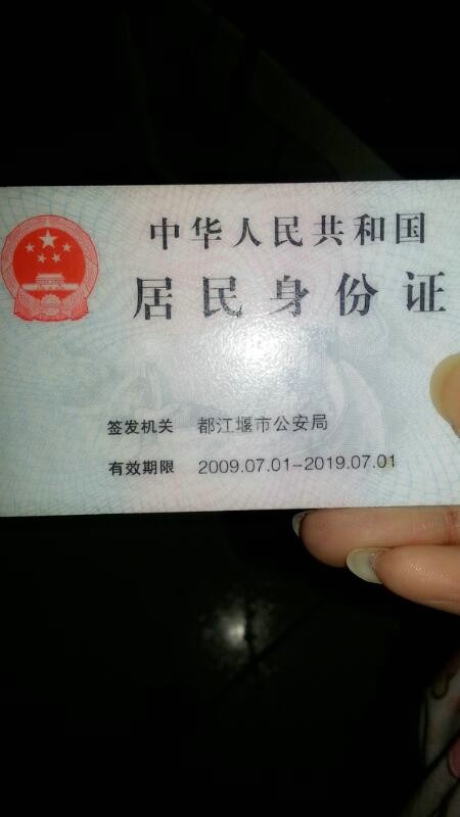 中华人民共和国
居民身份证
签发机关 都江堰市公安局
有效期限 2009.07.01-2019.07.01